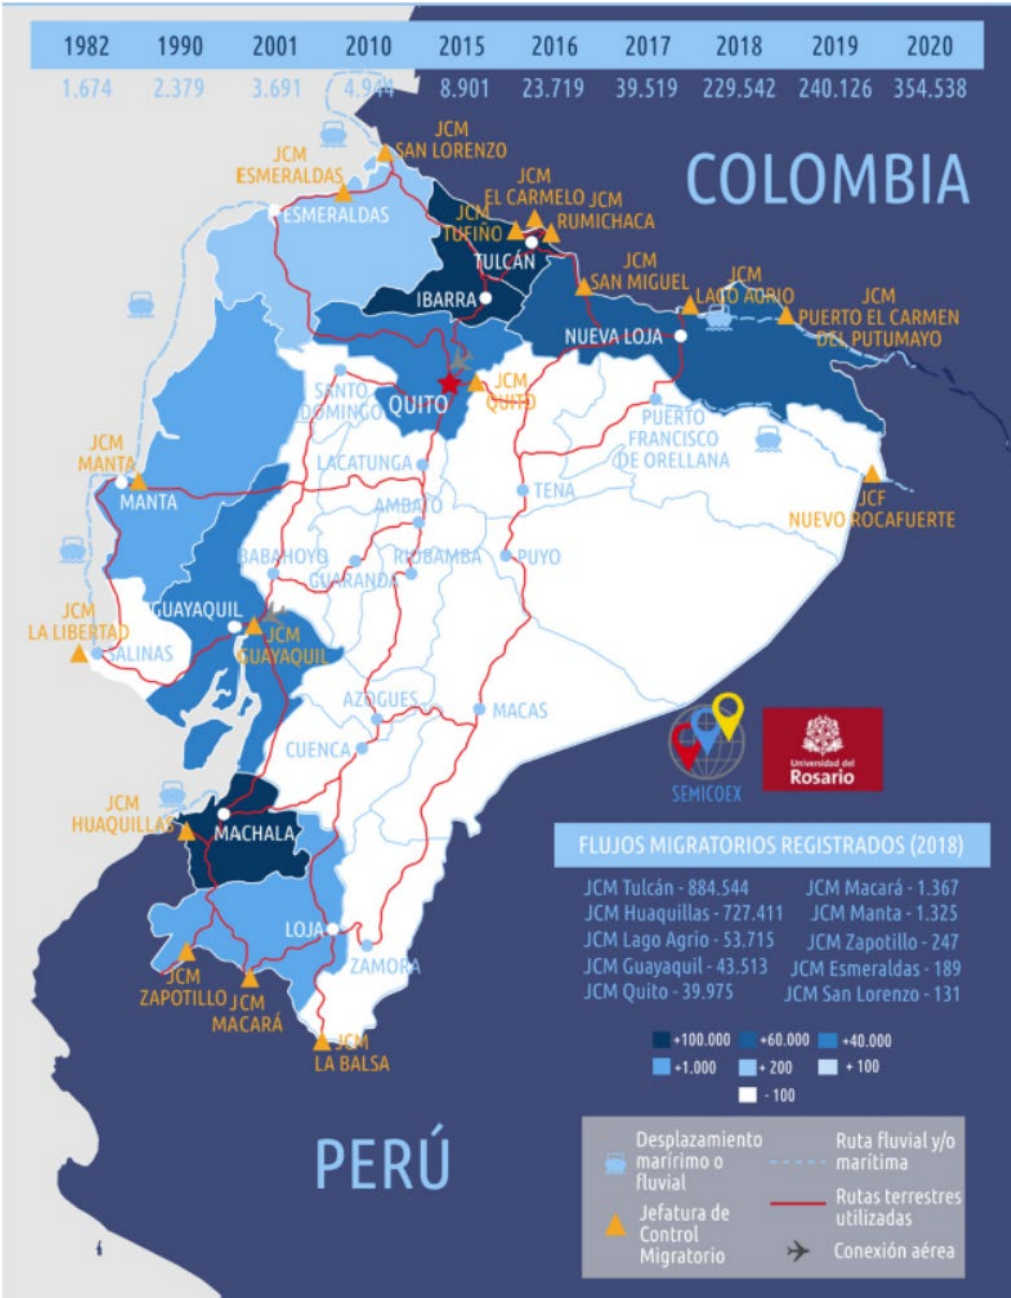 1982 1990 2001 2010 2015 2016 2017 2018 2019 2020
1.674 2.379 3.691 4.944 8.901 23.719 39.519 229.542 240.126 354.538
COLOMBIA
JCM
SAN LORENZO
JCM
ESMERALDAS
ESMERALDAS
JCM
EL CARMELO
JCM
RUMICHACA
JCM
TUFIÑO
TULCÁN
IBARRA
JCM
SAN MIGUEL
JCM
LAGO AGRIO
JCM
PUERTO EL CARMEN
DEL PUTUMAYO
NUEVA LOJA
SANTO
DOMINGO
QUITO
JCM
QUITO
PUERTO
FRANCISCO
DE ORELLANA
JCM
MANTA
MANTA
LACATUNGA
TENA
JCF
NUEVO ROCAFUERTE
AMBATO
BABAHOYO
GUARANDA
RIOBAMBA
PUYO
GUAYAQUIL
JCM
GUAYAQUIL
JCM
LA LIBERTAD
SALINAS
AZOGUES
MACAS
CUENCA
SEMICOEX
Universidad del
Rosario
JCM
HUAQUILLAS
MACHALA
LOJA
ZAMORA
JCM
ZAPOTILLO
JCM
MACARÁ
JCM
LA BALSA
PERÚ
FLUJOS MIGRATORIOS REGISTRADOS (2018)
JCM Tulcán - 884.544 JCM Macará - 1.367
JCM Huaquillas - 727.411 JCM Manta - 1.325
JCM Lago Agrio - 53.715 JCM Zapotillo - 247
JCM Guayaquil - 43.513 JCM Esmeraldas - 189
JCM Quito - 39.975 JCM San Lorenzo - 131
+100.000 +60.000 +40.000
+1.000 + 200 + 100
- 100
Desplazamiento
marírimo o
fluvial
Ruta fluvial y/o
marítima
Jefatura de
Control
Migratorio
Rutas terrestres
utilizadas
Conexión aérea